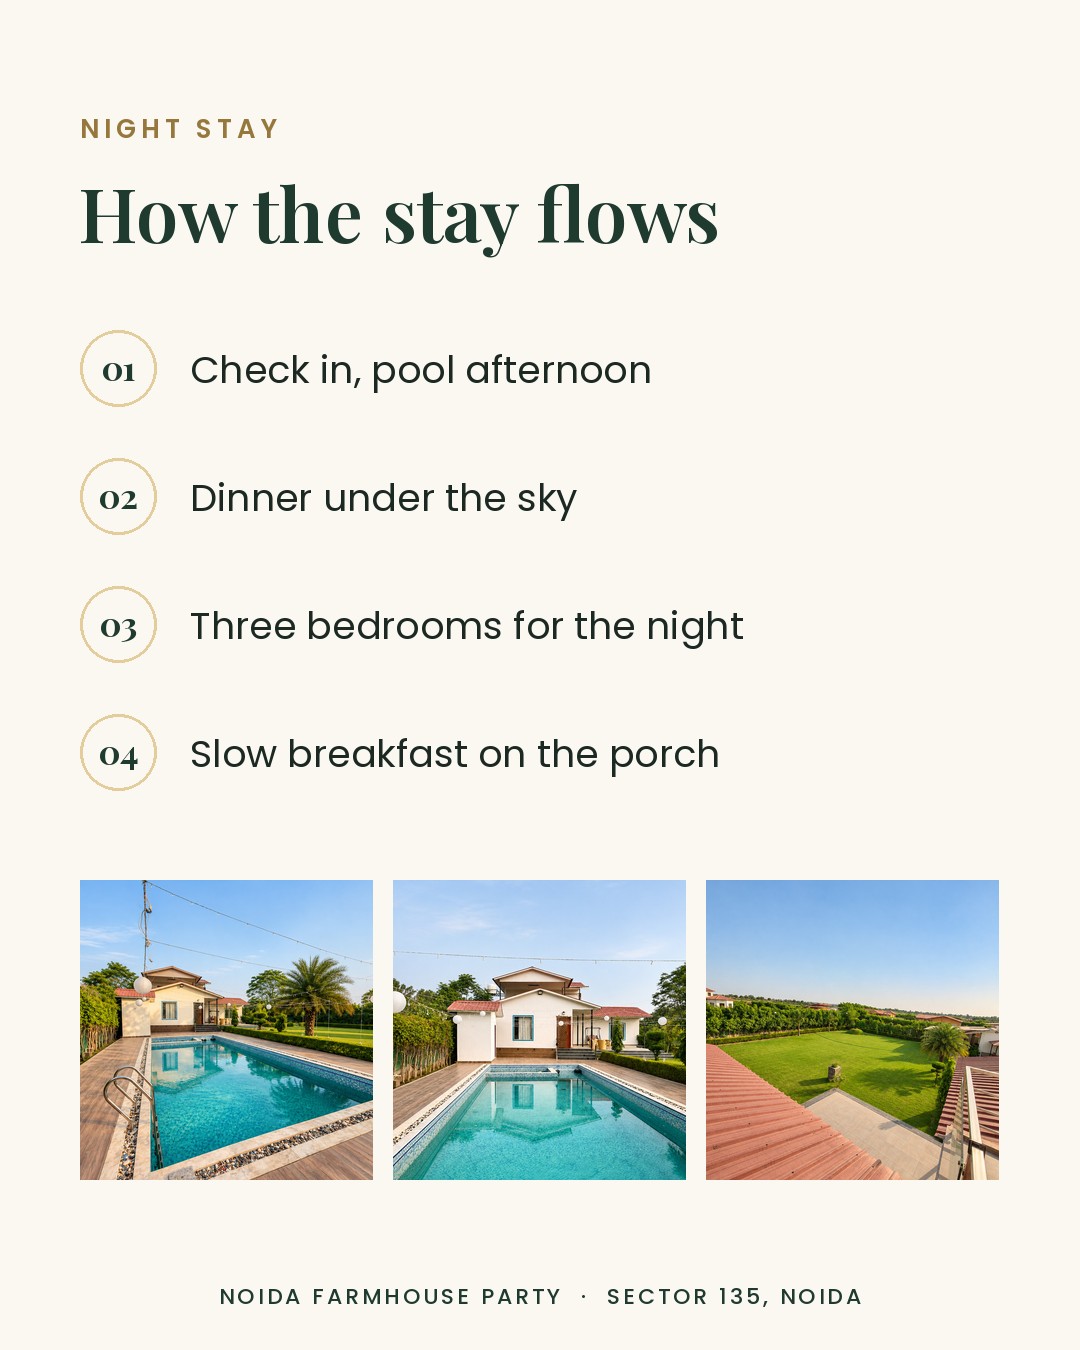 NIGHT STAY
How the stay flows
01 Check in, pool afternoon
02 Dinner under the sky
03 Three bedrooms for the night
04 Slow breakfast on the porch
NOIDA FARMHOUSE PARTY · SECTOR 135, NOIDA